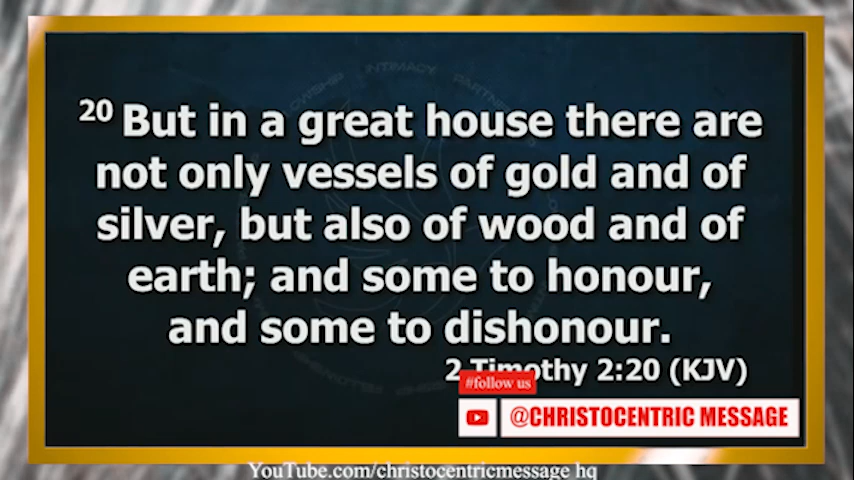 20 But in a great house there are
not only vessels of gold and of
silver, but also of wood and of
earth; and some to honour,
and some to dishonour.
2 Timothy 2:20 (KJV)
#follow us
@CHRISTOCENTRIC MESSAGE
YouTube.com/christocentricmessage hq
INTIMACY